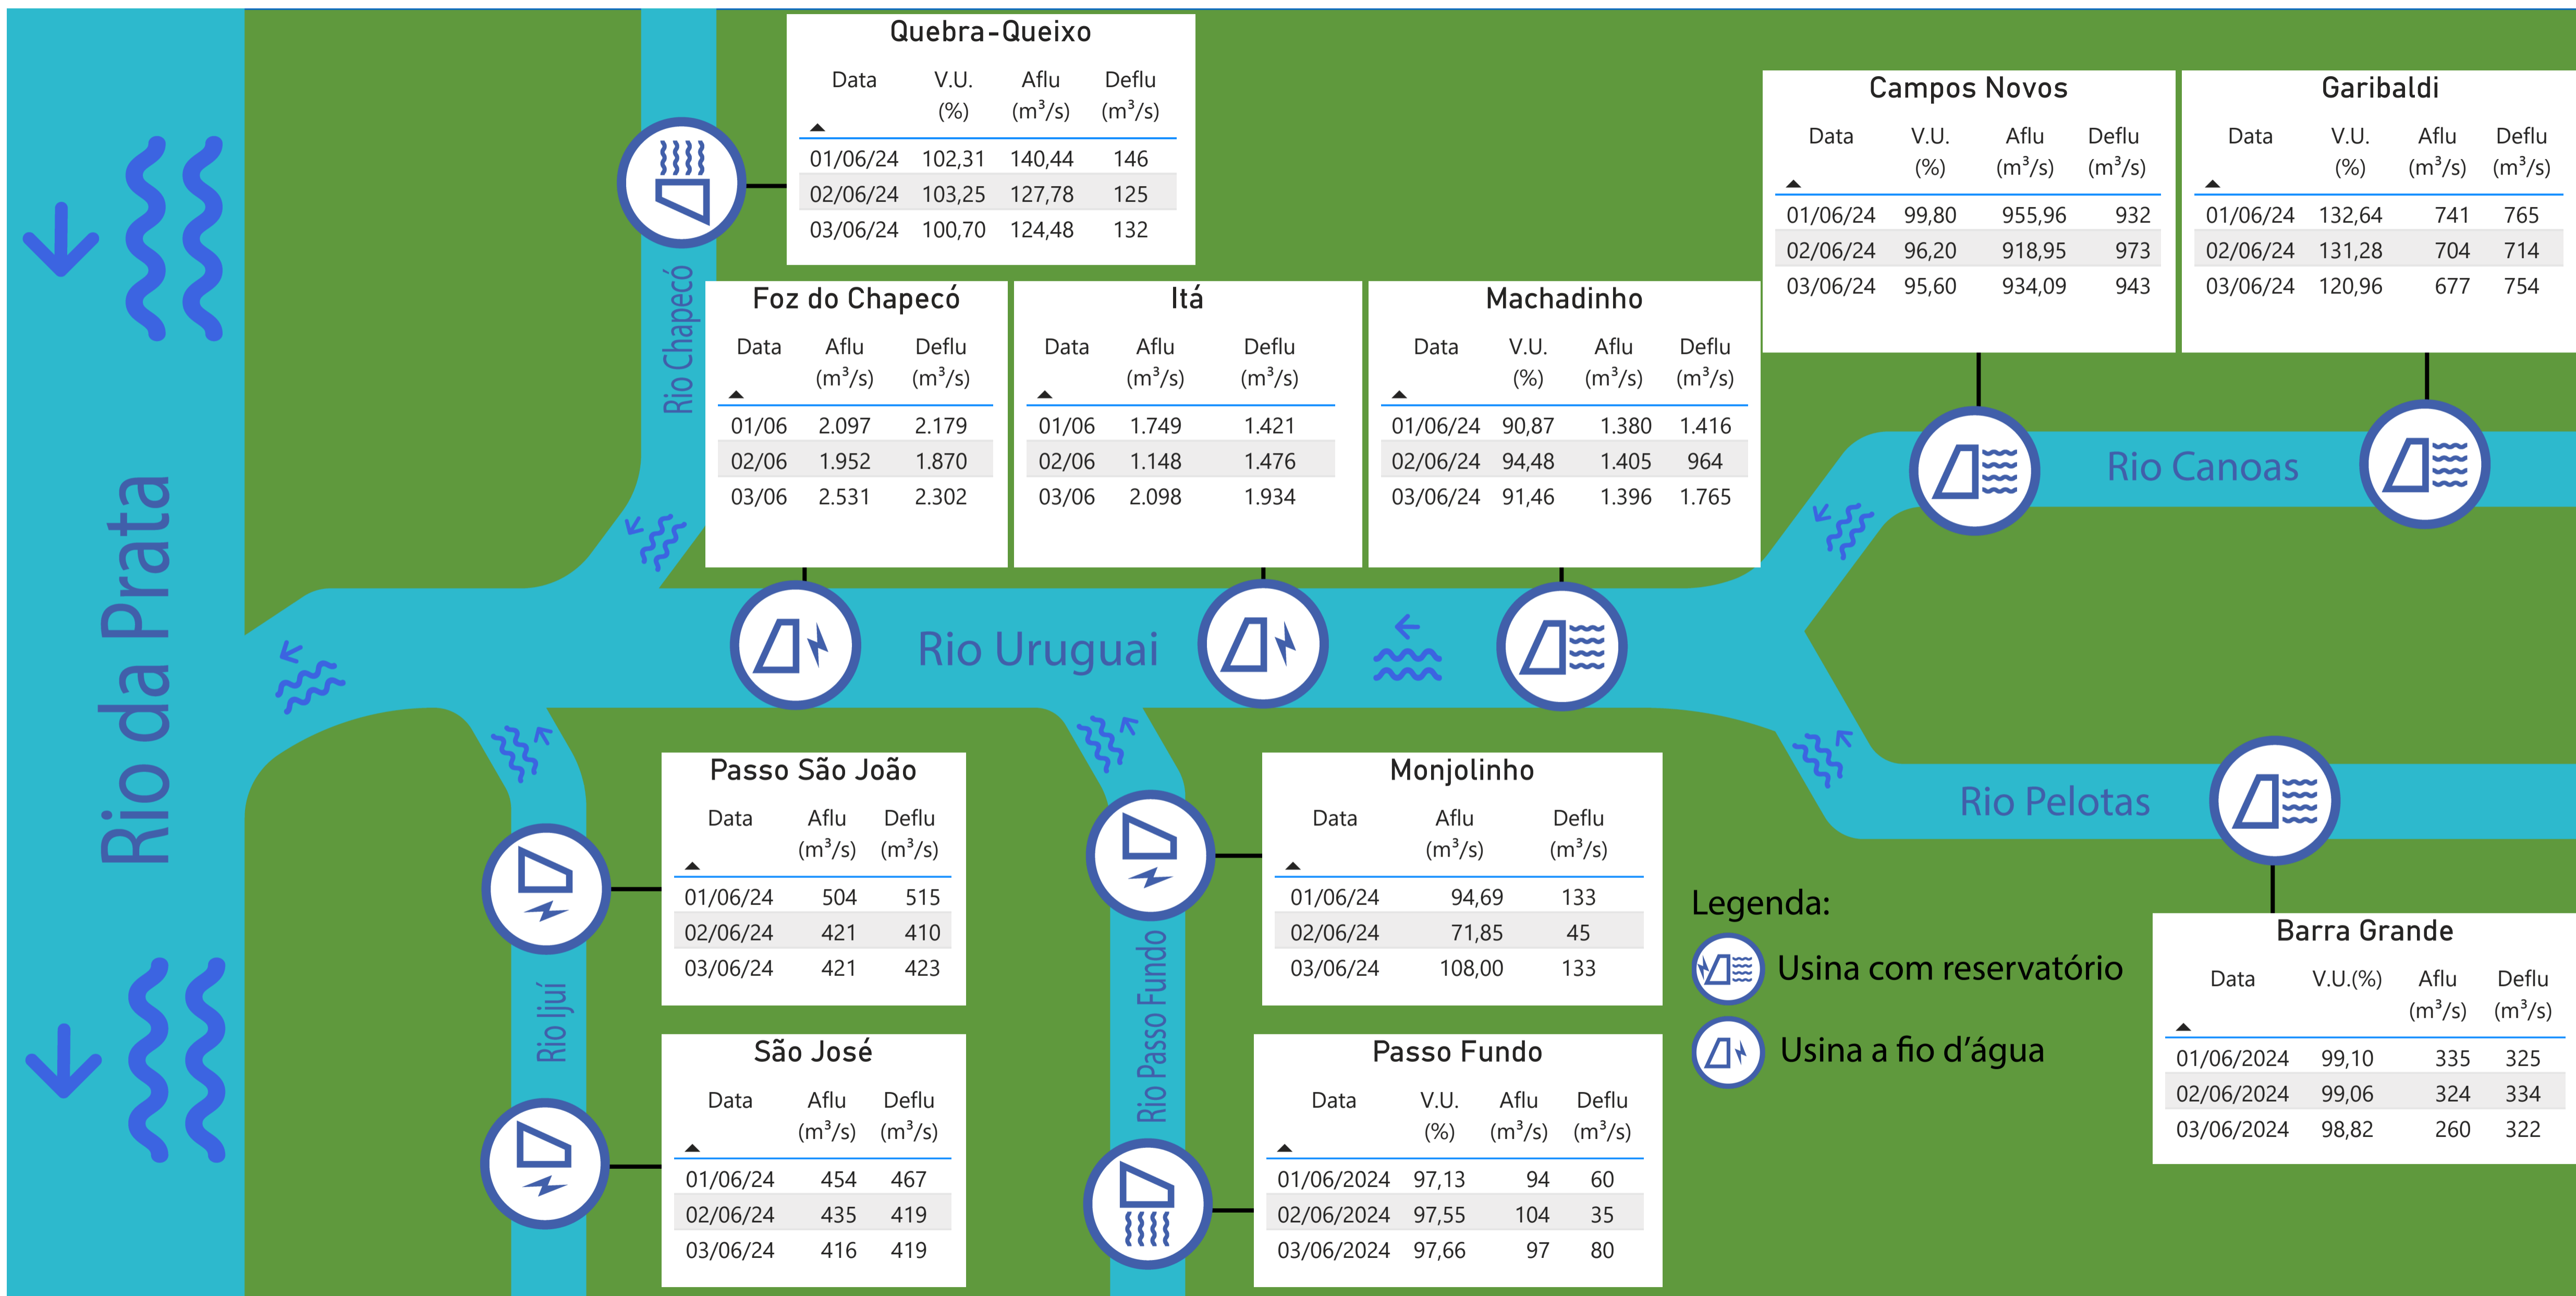 Quebra-Queixo
Data V.U. (%) Aflu (m³/s) Deflu (m³/s)
01/06/24 102,31 140,44 146
02/06/24 103,25 127,78 125
03/06/24 100,70 124,48 132
Campos Novos
Data V.U. (%) Aflu (m³/s) Deflu (m³/s)
01/06/24 99,80 955,96 932
02/06/24 96,20 918,95 973
03/06/24 95,60 934,09 943
Garibaldi
Data V.U. (%) Aflu (m³/s) Deflu (m³/s)
01/06/24 132,64 741 765
02/06/24 131,28 704 714
03/06/24 120,96 677 754
Rio Chapecó
Foz do Chapecó
Data Aflu (m³/s) Deflu (m³/s)
01/06 2.097 2.179
02/06 1.952 1.870
03/06 2.531 2.302
Itá
Data Aflu (m³/s) Deflu (m³/s)
01/06 1.749 1.421
02/06 1.148 1.476
03/06 2.098 1.934
Machadinho
Data V.U. (%) Aflu (m³/s) Deflu (m³/s)
01/06/24 90,87 1.380 1.416
02/06/24 94,48 1.405 964
03/06/24 91,46 1.396 1.765
Rio Canoas
Rio da Prata
Rio Uruguai
Rio Pelotas
Passo São João
Data Aflu (m³/s) Deflu (m³/s)
01/06/24 504 515
02/06/24 421 410
03/06/24 421 423
Monjolinho
Data Aflu (m³/s) Deflu (m³/s)
01/06/24 94,69 133
02/06/24 71,85 45
03/06/24 108,00 133
Legenda:
Usina com reservatório
Usina a fio d’água
Barra Grande
Data V.U.(%) Aflu (m³/s) Deflu (m³/s)
01/06/2024 99,10 335 325
02/06/2024 99,06 324 334
03/06/2024 98,82 260 322
Rio Ijuí
São José
Data Aflu (m³/s) Deflu (m³/s)
01/06/24 454 467
02/06/24 435 419
03/06/24 416 419
Rio Passo Fundo
Passo Fundo
Data V.U. (%) Aflu (m³/s) Deflu (m³/s)
01/06/2024 97,13 94 60
02/06/2024 97,55 104 35
03/06/2024 97,66 97 80